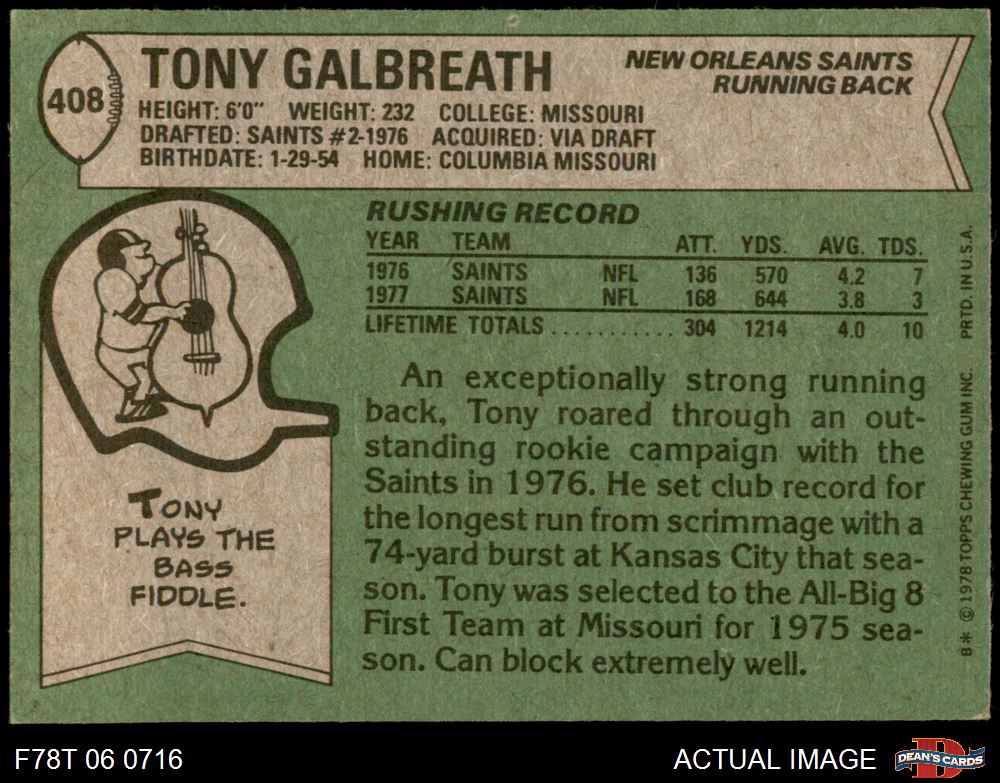 408
TONY GALBREATH
NEW ORLEANS SAINTS
RUNNING BACK
HEIGHT: 6'0" WEIGHT: 232 COLLEGE: MISSOURI
DRAFTED: SAINTS #2-1976 ACQUIRED: VIA DRAFT
BIRTHDATE: 1-29-54 HOME: COLUMBIA MISSOURI
RUSHING RECORD
YEAR TEAM ATT. YDS. AVG. TDS.
1976 SAINTS NFL 136 570 4.2 7
1977 SAINTS NFL 168 644 3.8 3
LIFETIME TOTALS ........... 304 1214 4.0 10
An exceptionally strong running
back, Tony roared through an out-
standing rookie campaign with the
Saints in 1976. He set club record for
the longest run from scrimmage with a
74-yard burst at Kansas City that sea-
son. Tony was selected to the All-Big 8
First Team at Missouri for 1975 sea-
son. Can block extremely well.
TONY
PLAYS THE
BASS
FIDDLE.
B* © 1978 TOPPS CHEWING GUM INC. PRTD. IN U.S.A.
F78T 06 0716
ACTUAL IMAGE
D
DEAN'S CARDS